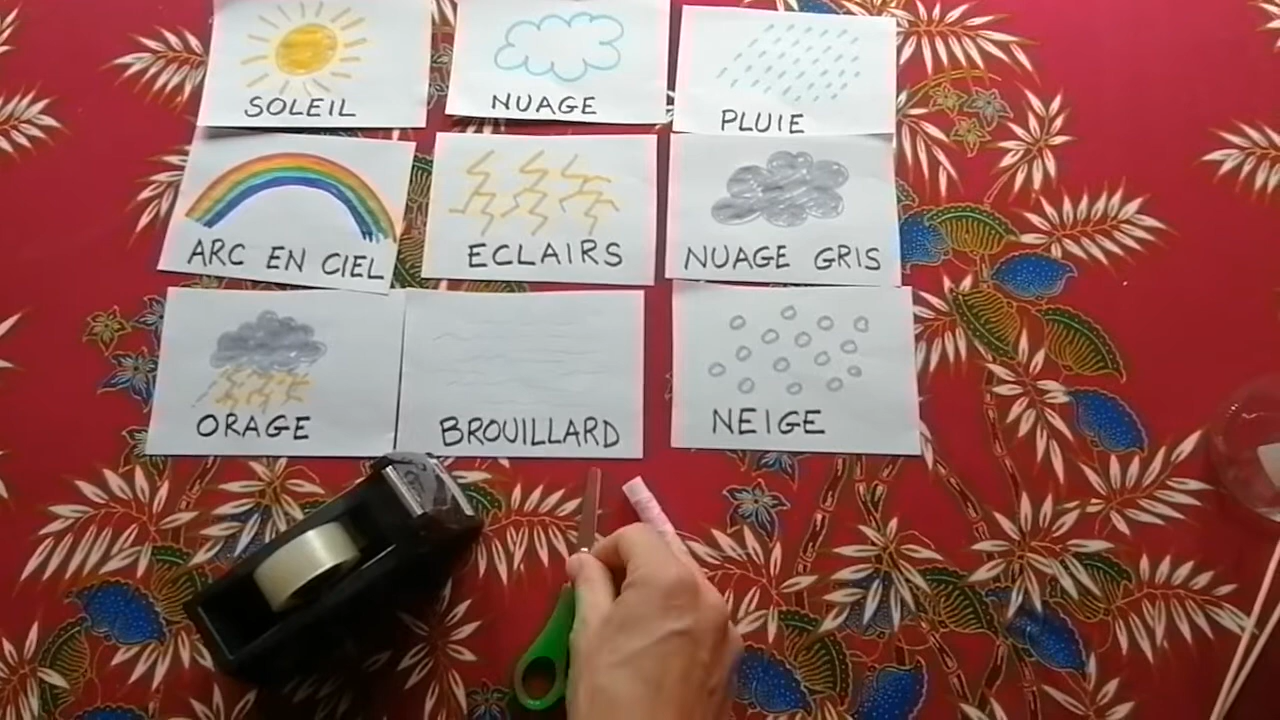 SOLEIL
NUAGE
PLUIE
ARC EN CIEL
ECLAIRS
NUAGE GRIS
ORAGE
BROUILLARD
NEIGE